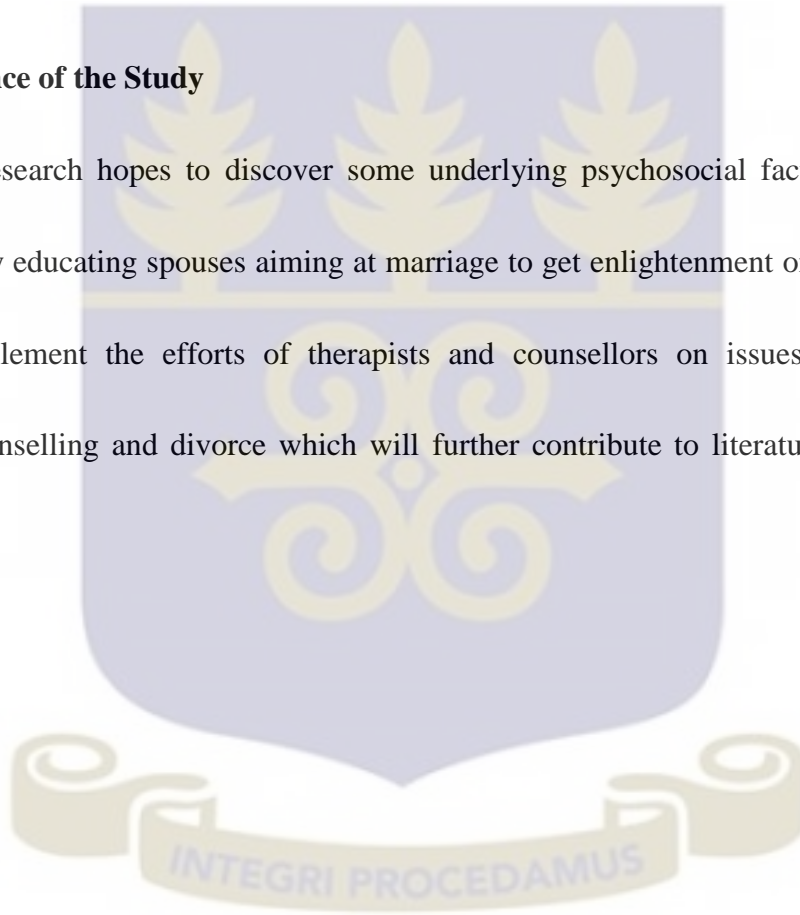 nce of the Study
search hopes to discover some underlying psychosocial fac
educating spouses aiming at marriage to get enlightenment o
lement the efforts of therapists and counsellors on issues
nselling and divorce which will further contribute to literatu
INTEGRI PROCEDAMUS